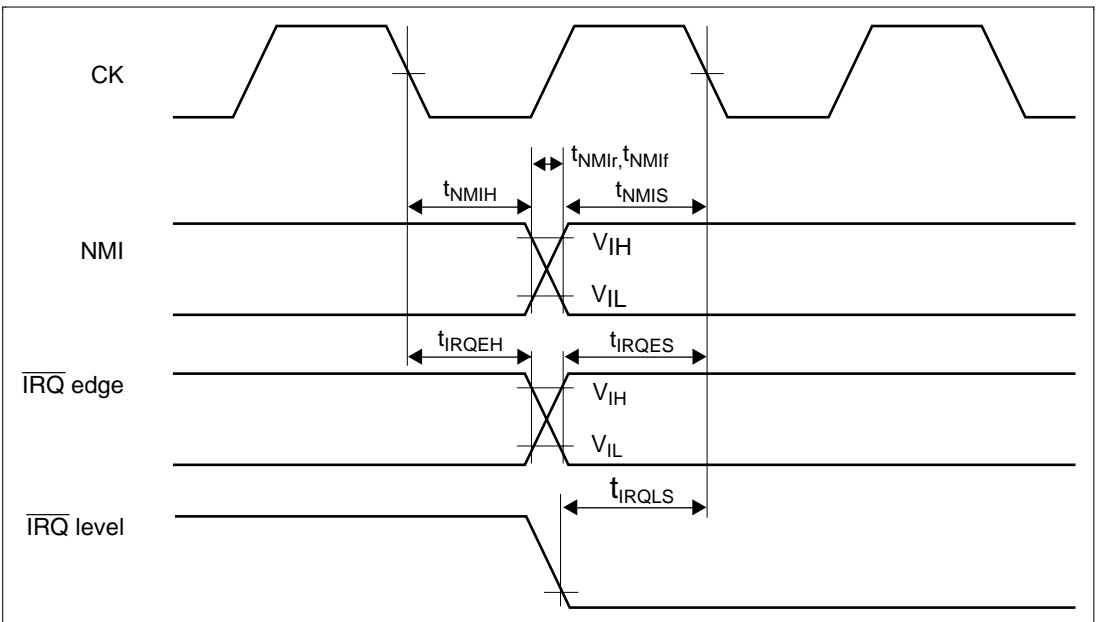 CK
tNMIr,tNMIf
tNMIH
tNMIS
NMI
VIH
VIL
tIRQEH
tIRQES
IRQ edge
VIH
VIL
tIRQLS
IRQ level